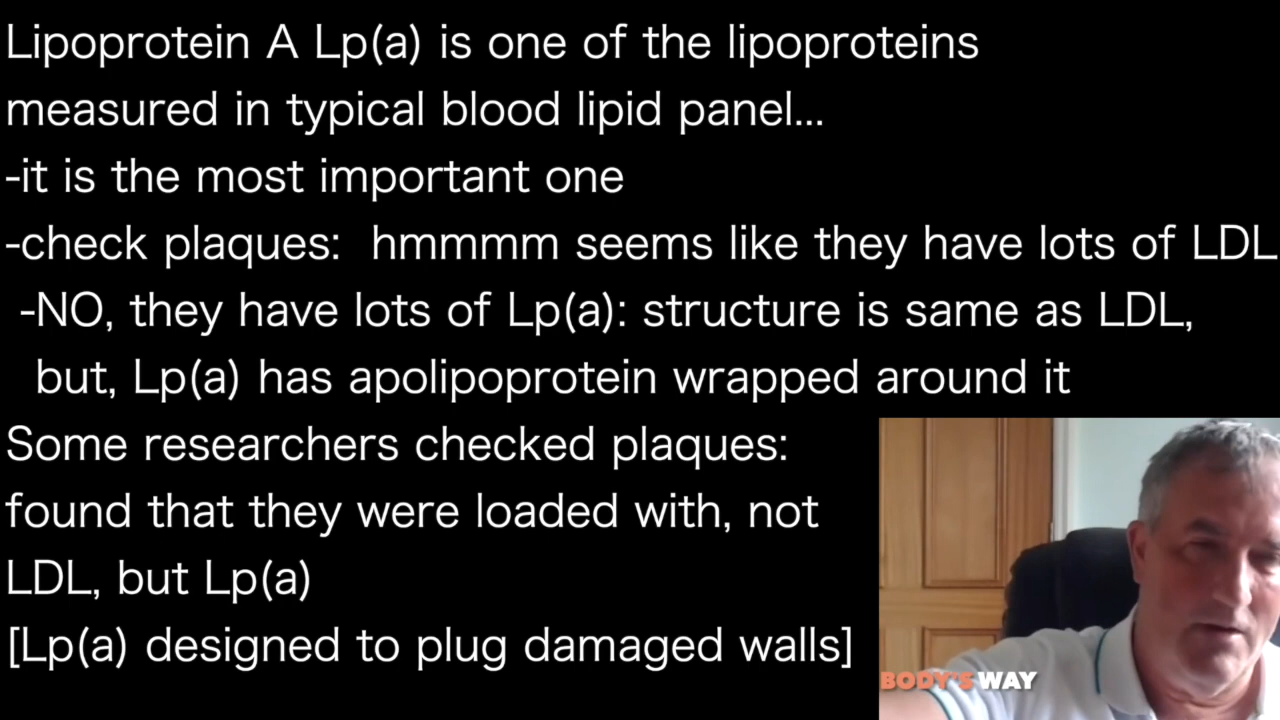 Lipoprotein A Lp(a) is one of the lipoproteins
measured in typical blood lipid panel...
-it is the most important one
-check plaques:  hmmmm seems like they have lots of LDL
-NO, they have lots of Lp(a): structure is same as LDL,
but, Lp(a) has apolipoprotein wrapped around it
Some researchers checked plaques:
found that they were loaded with, not
LDL, but Lp(a)
[Lp(a) designed to plug damaged walls]
BODY'S WAY